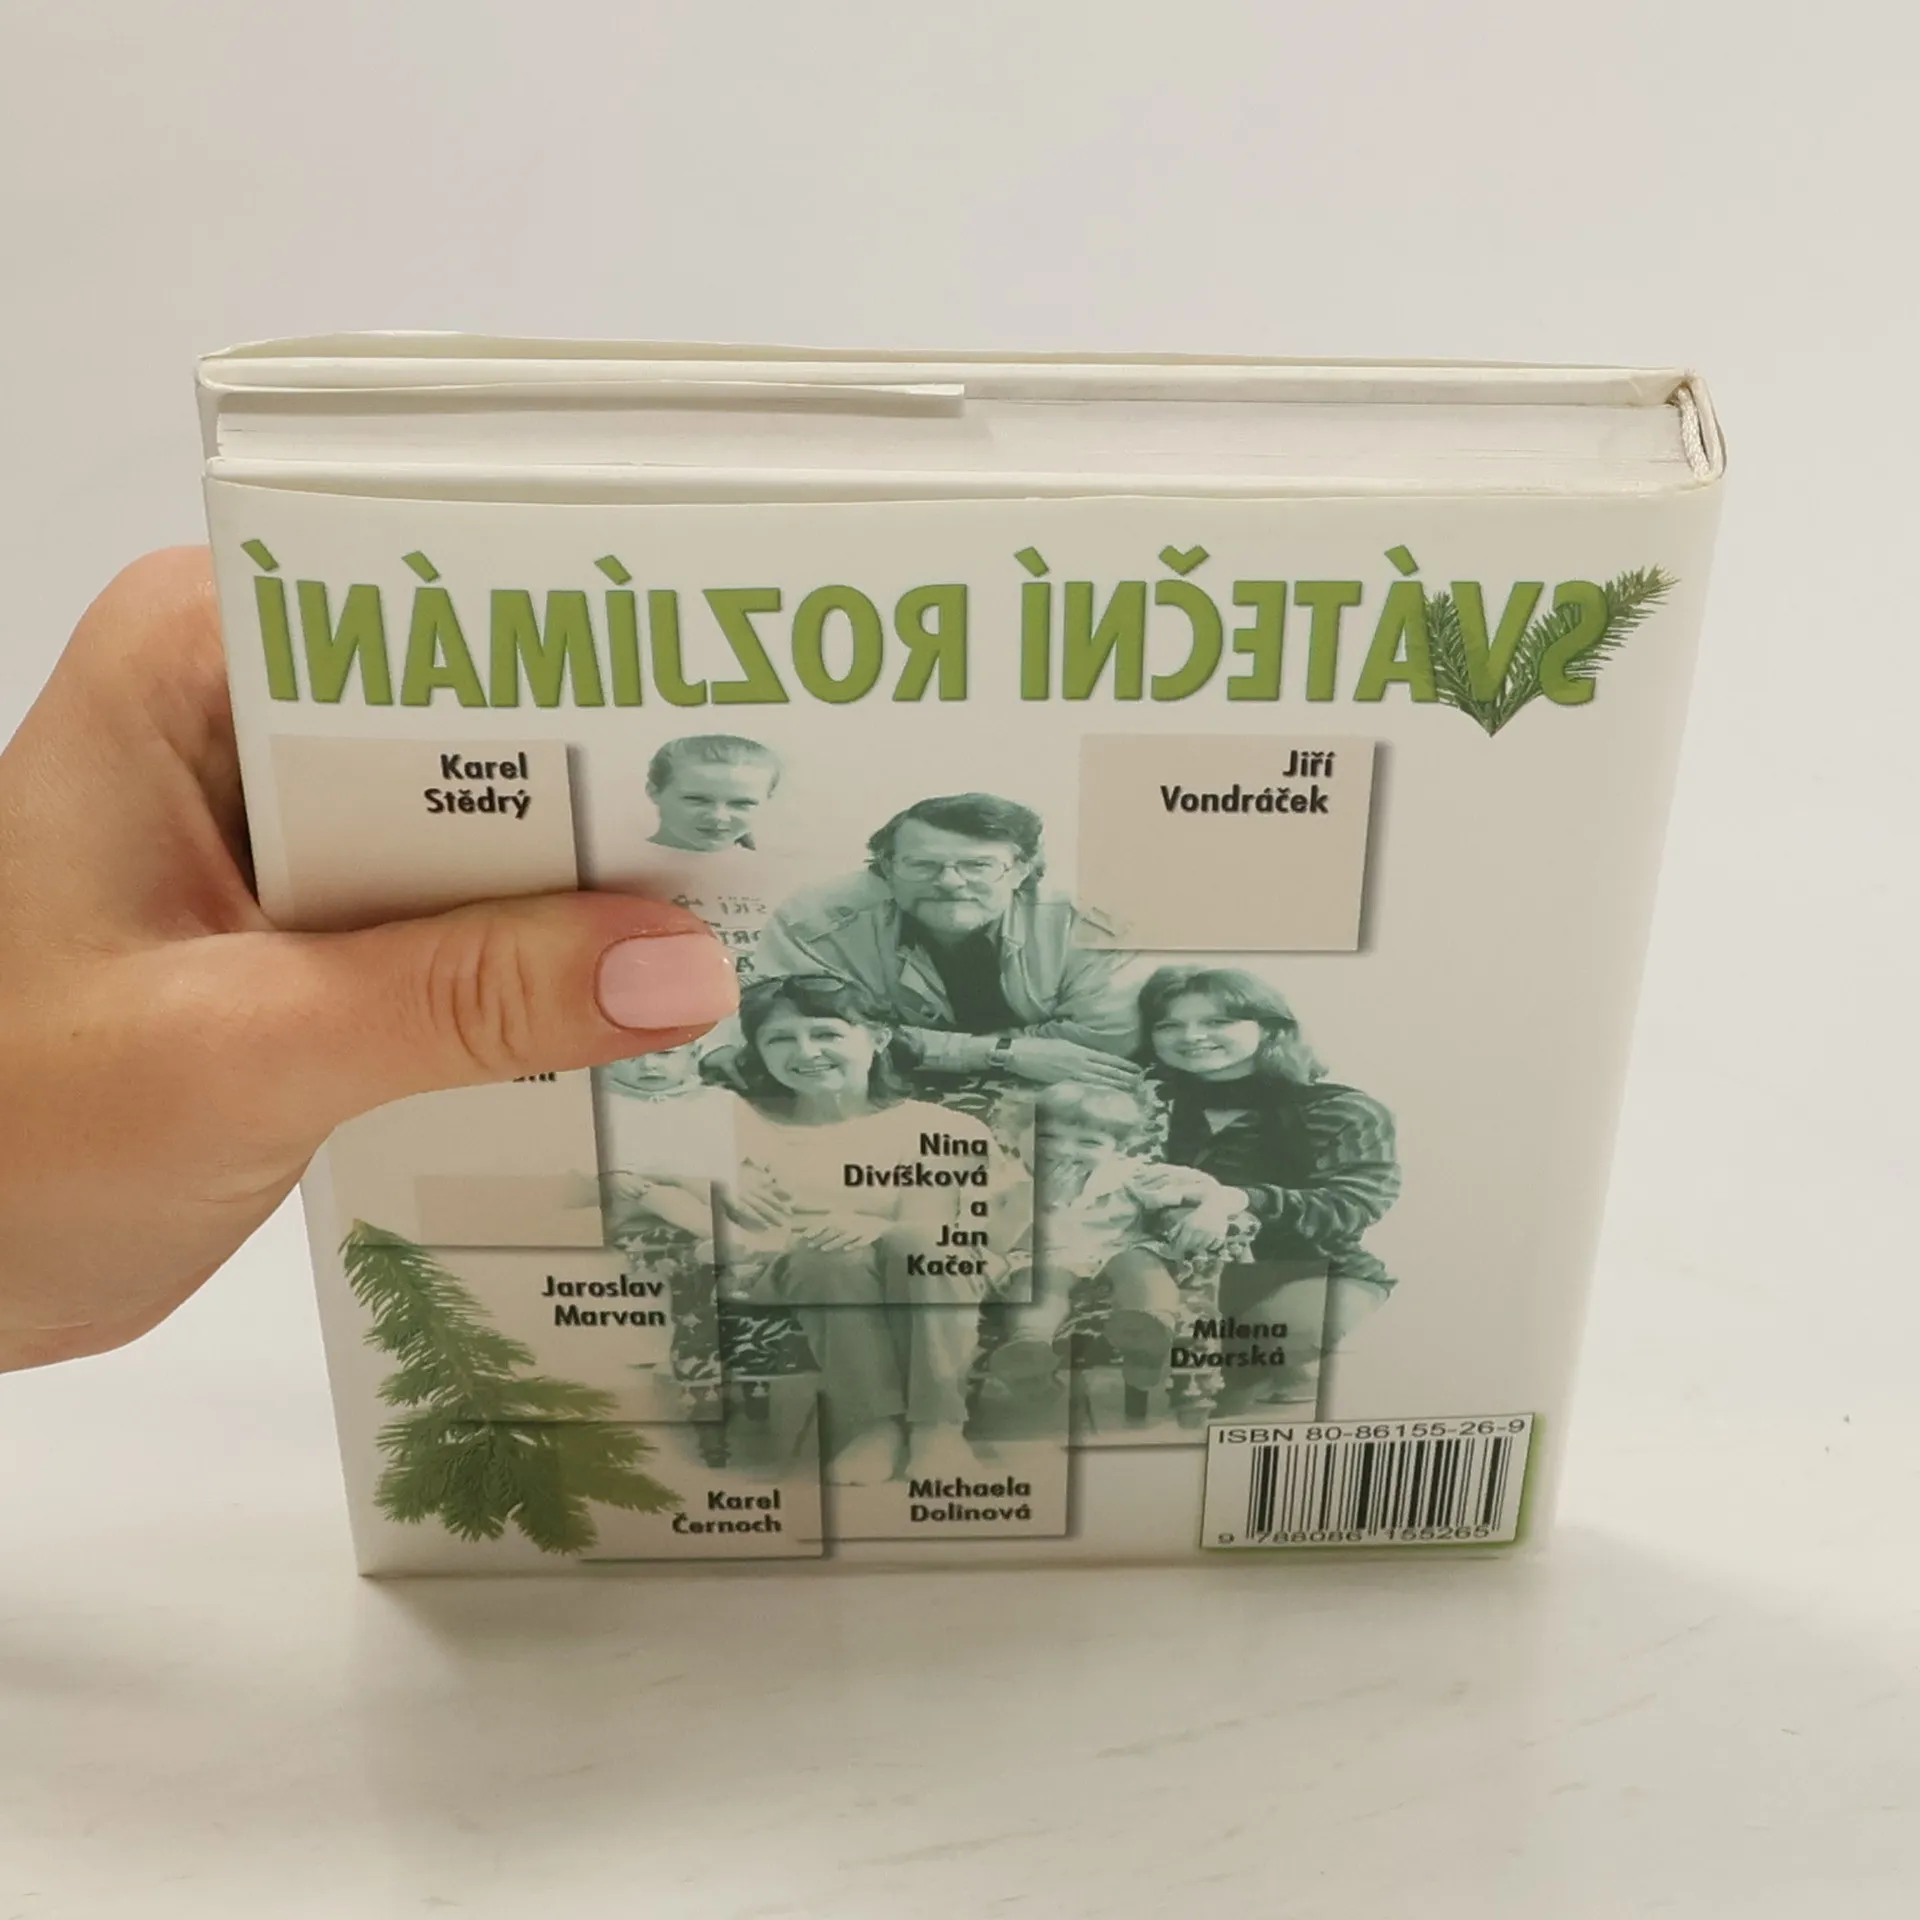 SVÁTEČNÍ ROZJÍMÁNÍ
Karel
Stědrý
Jiří
Vondráček
Nina
Divíšková
a
Jan
Kačer
Jaroslav
Marvan
Milena
Dvorská
Karel
Černoch
Michaela
Dolinová
ISBN 80-86155-26-9
9 788086 155265